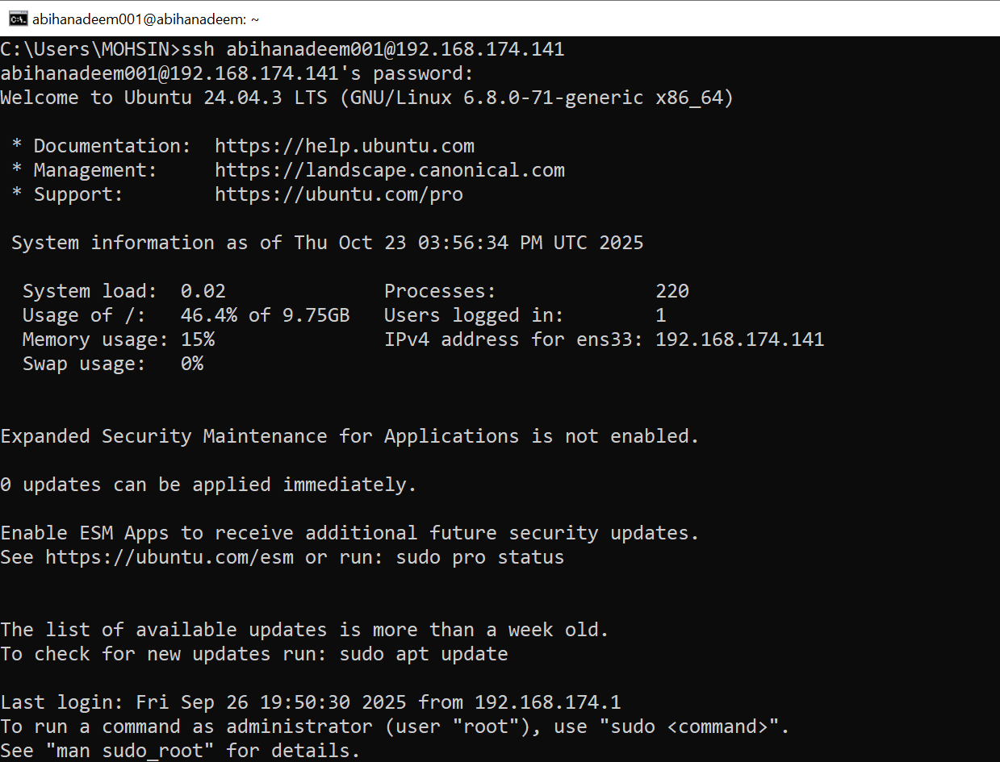 abihanadeem001@abihanadeem: ~
C:\Users\MOHSIN>ssh abihanadeem001@192.168.174.141
abihanadeem001@192.168.174.141's password:
Welcome to Ubuntu 24.04.3 LTS (GNU/Linux 6.8.0-71-generic x86_64)

 * Documentation:  https://help.ubuntu.com
 * Management:     https://landscape.canonical.com
 * Support:        https://ubuntu.com/pro

 System information as of Thu Oct 23 03:56:34 PM UTC 2025

  System load:  0.02              Processes:              220
  Usage of /:   46.4% of 9.75GB   Users logged in:        1
  Memory usage: 15%               IPv4 address for ens33: 192.168.174.141
  Swap usage:   0%

Expanded Security Maintenance for Applications is not enabled.

0 updates can be applied immediately.

Enable ESM Apps to receive additional future security updates.
See https://ubuntu.com/esm or run: sudo pro status

The list of available updates is more than a week old.
To check for new updates run: sudo apt update

Last login: Fri Sep 26 19:50:30 2025 from 192.168.174.1
To run a command as administrator (user "root"), use "sudo <command>".
See "man sudo_root" for details.